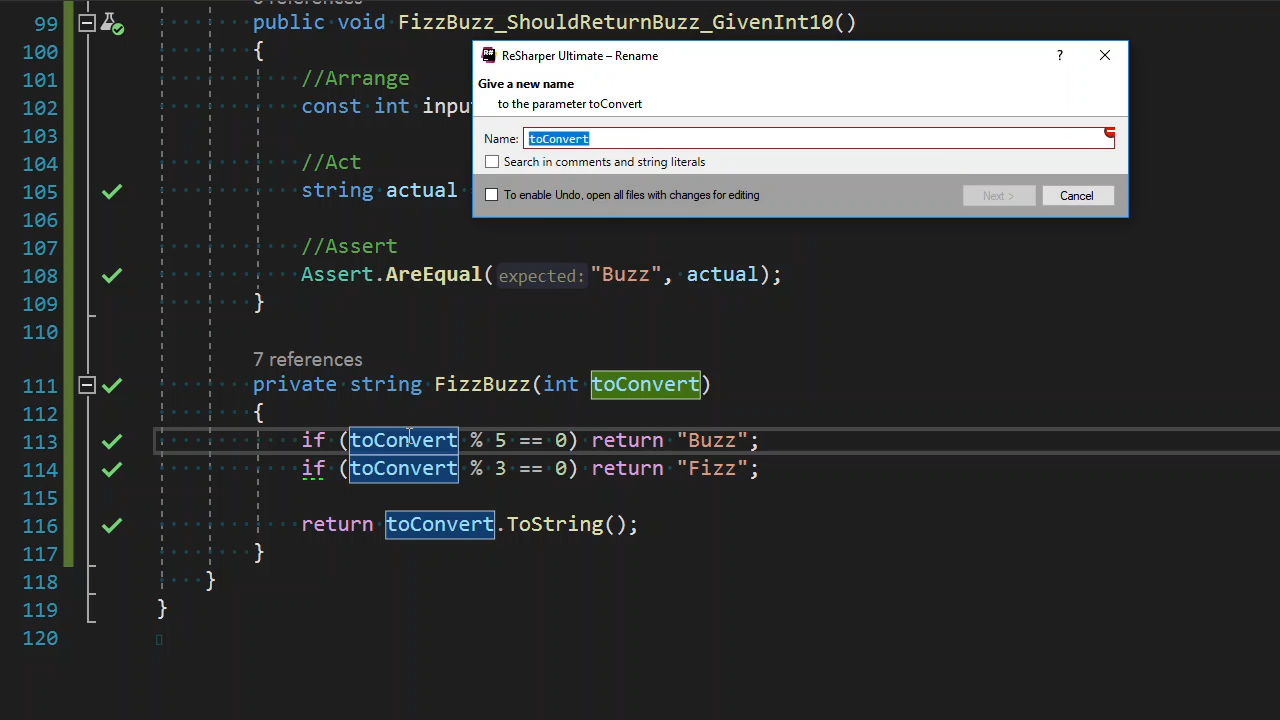 99 public void FizzBuzz_ShouldReturnBuzz_GivenInt10()
100 {
101 //Arrange
102 const int input
103
104 //Act
105 string actual
106
107 //Assert
108 Assert.AreEqual(expected: "Buzz", actual);
109 }
110
7 references
111 private string FizzBuzz(int toConvert)
112 {
113 if (toConvert % 5 == 0) return "Buzz";
114 if (toConvert % 3 == 0) return "Fizz";
115
116 return toConvert.ToString();
117 }
118 }
119 }
120
ReSharper Ultimate – Rename
?
Give a new name
to the parameter toConvert
Name: toConvert
Search in comments and string literals
To enable Undo, open all files with changes for editing
Next >
Cancel